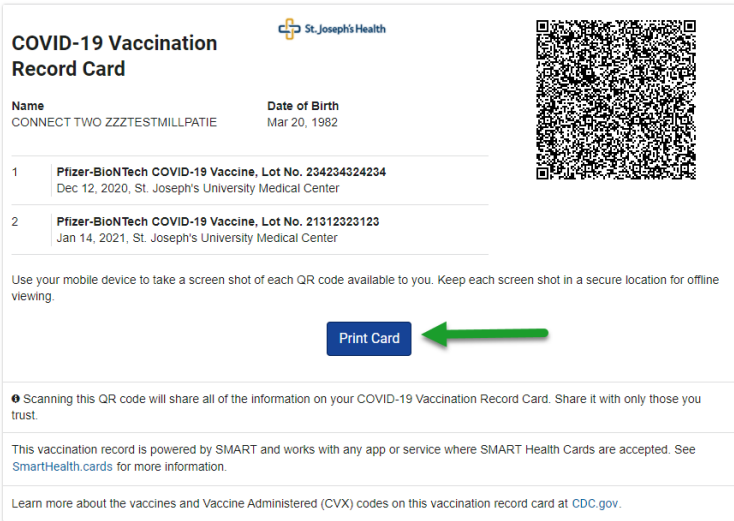 St. Joseph's Health
COVID-19 Vaccination
Record Card
Name
Date of Birth
CONNECT TWO ZZZTESTMILLPATIE
Mar 20, 1982
1
Pfizer-BioNTech COVID-19 Vaccine, Lot No. 234234324234
Dec 12, 2020, St. Joseph's University Medical Center
2
Pfizer-BioNTech COVID-19 Vaccine, Lot No. 21312323123
Jan 14, 2021, St. Joseph's University Medical Center
Use your mobile device to take a screen shot of each QR code available to you. Keep each screen shot in a secure location for offline
viewing.
Print Card
Scanning this QR code will share all of the information on your COVID-19 Vaccination Record Card. Share it with only those you
trust.
This vaccination record is powered by SMART and works with any app or service where SMART Health Cards are accepted. See
SmartHealth.cards for more information.
Learn more about the vaccines and Vaccine Administered (CVX) codes on this vaccination record card at CDC.gov.